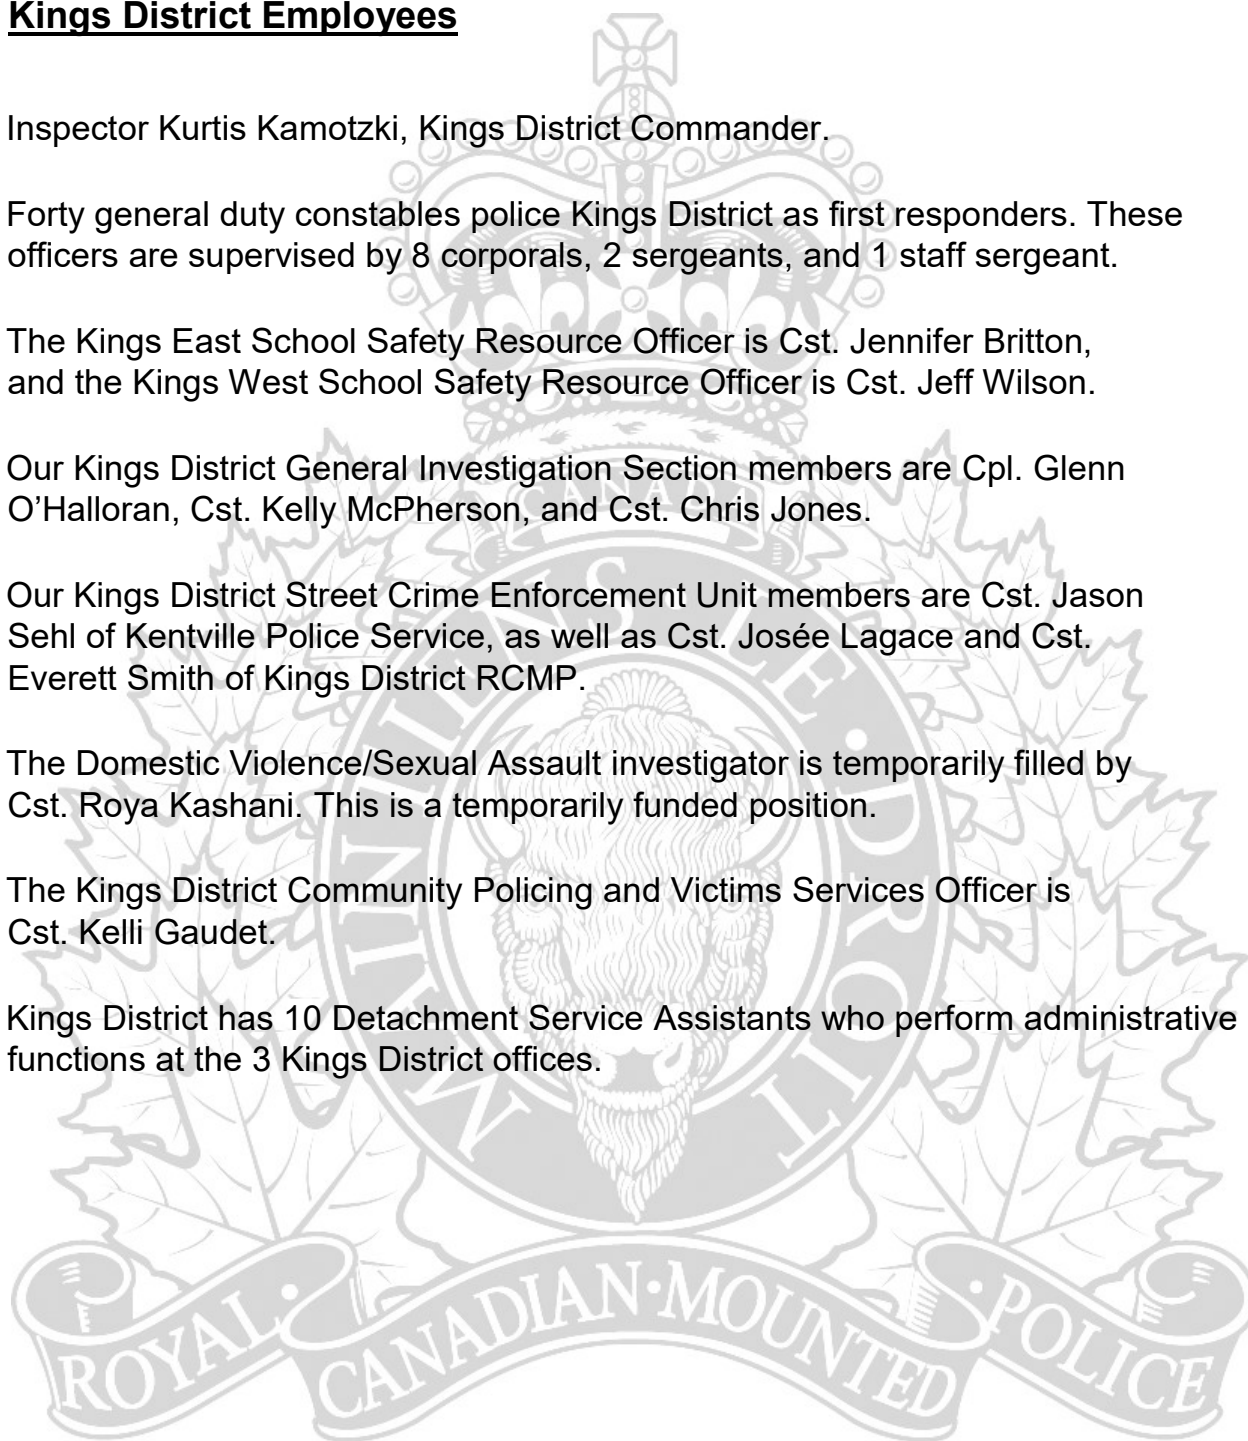 Kings District Employees
Inspector Kurtis Kamotzki, Kings District Commander.
Forty general duty constables police Kings District as first responders. These
officers are supervised by 8 corporals, 2 sergeants, and 1 staff sergeant.
The Kings East School Safety Resource Officer is Cst. Jennifer Britton,
and the Kings West School Safety Resource Officer is Cst. Jeff Wilson.
Our Kings District General Investigation Section members are Cpl. Glenn
O’Halloran, Cst. Kelly McPherson, and Cst. Chris Jones.
CANADA
Our Kings District Street Crime Enforcement Unit members are Cst. Jason
Sehl of Kentville Police Service, as well as Cst. Josée Lagace and Cst.
Everett Smith of Kings District RCMP.
The Domestic Violence/Sexual Assault investigator is temporarily filled by
Cst. Roya Kashani. This is a temporarily funded position.
The Kings District Community Policing and Victims Services Officer is
Cst. Kelli Gaudet.
Kings District has 10 Detachment Service Assistants who perform administrative
functions at the 3 Kings District offices.
MAINTIENS LE DROIT
ROYAL · CANADIAN · MOUNTED · POLICE